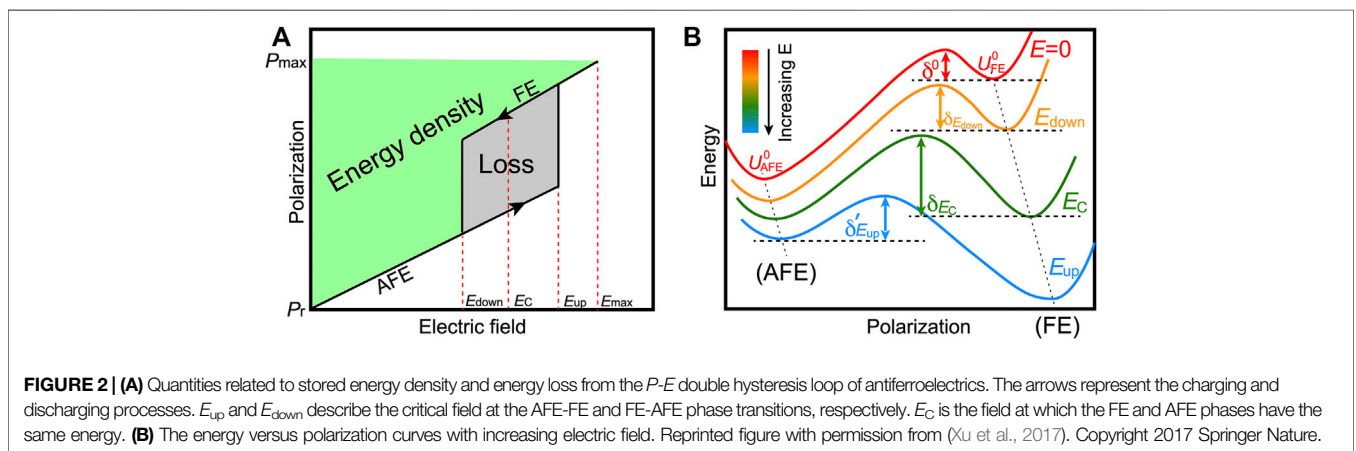 A
Pmax
Polarization
Energy density
FE
Loss
AFE
Pr
Edown
EC
Eup
Emax
Electric field
B
Increasing E
Energy
U⁰AFE
δ⁰
U⁰FE
E=0
δEdown
Edown
δEC
EC
δ′Eup
Eup
(AFE)
Polarization
(FE)
FIGURE 2 | (A) Quantities related to stored energy density and energy loss from the P-E double hysteresis loop of antiferroelectrics. The arrows represent the charging and
discharging processes. Eup and Edown describe the critical field at the AFE-FE and FE-AFE phase transitions, respectively. EC is the field at which the FE and AFE phases have the
same energy. (B) The energy versus polarization curves with increasing electric field. Reprinted figure with permission from (Xu et al., 2017). Copyright 2017 Springer Nature.